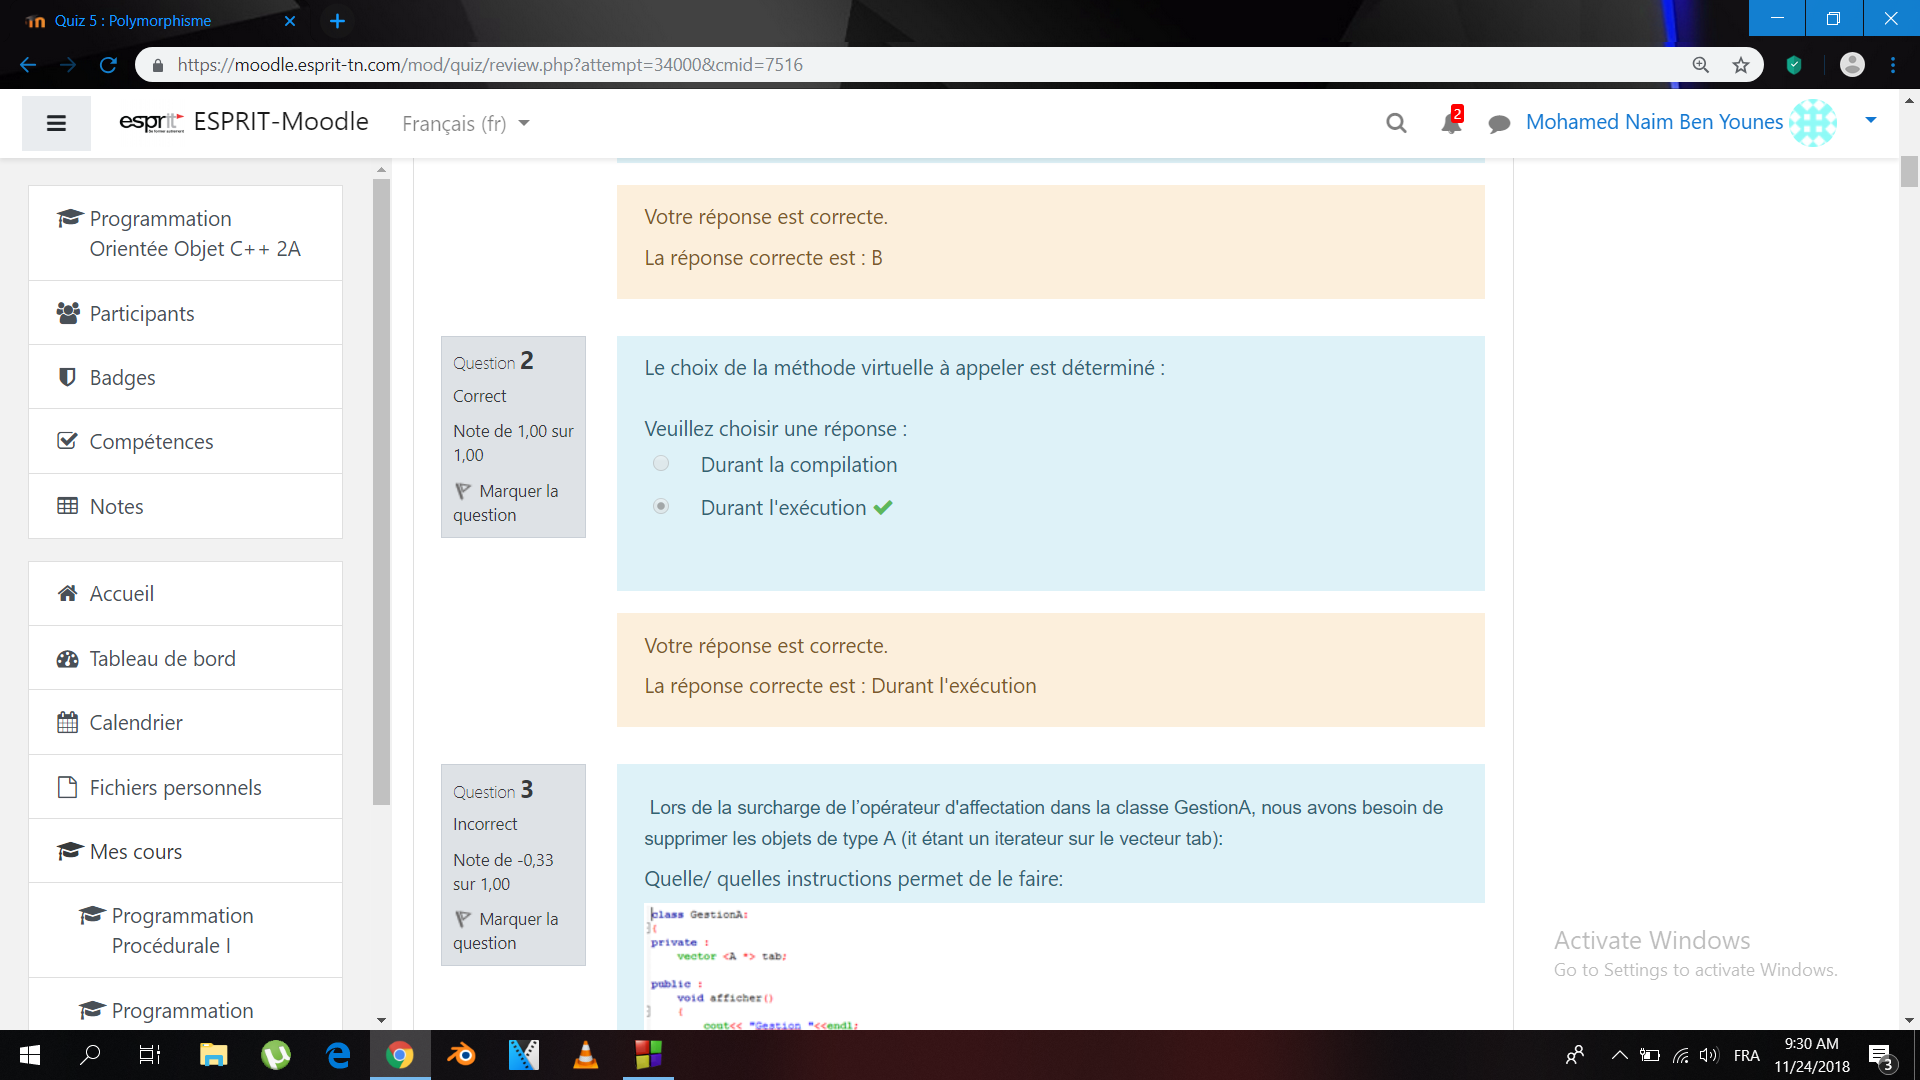 Quiz 5 : Polymorphisme
https://moodle.esprit-tn.com/mod/quiz/review.php?attempt=34000&cmid=7516
esprit ESPRIT-Moodle Français (fr) 2 Mohamed Naim Ben Younes
Programmation
Orientée Objet C++ 2A
Participants
Badges
Compétences
Notes
Accueil
Tableau de bord
Calendrier
Fichiers personnels
Mes cours
Programmation
Procédurale I
Programmation
Votre réponse est correcte.
La réponse correcte est : B
Question 2
Correct
Note de 1,00 sur
1,00
Marquer la
question
Le choix de la méthode virtuelle à appeler est déterminé :
Veuillez choisir une réponse :
Durant la compilation
Durant l'exécution
Votre réponse est correcte.
La réponse correcte est : Durant l'exécution
Question 3
Incorrect
Note de -0,33
sur 1,00
Marquer la
question
Lors de la surcharge de l’opérateur d'affectation dans la classe GestionA, nous avons besoin de
supprimer les objets de type A (it étant un iterateur sur le vecteur tab):
Quelle/ quelles instructions permet de le faire:
class GestionA:
{
private :
vector <A *> tab;
public :
void afficher()
{
cout<< "Gestion "<<endl;
Activate Windows
Go to Settings to activate Windows.
FRA
9:30 AM
11/24/2018
3